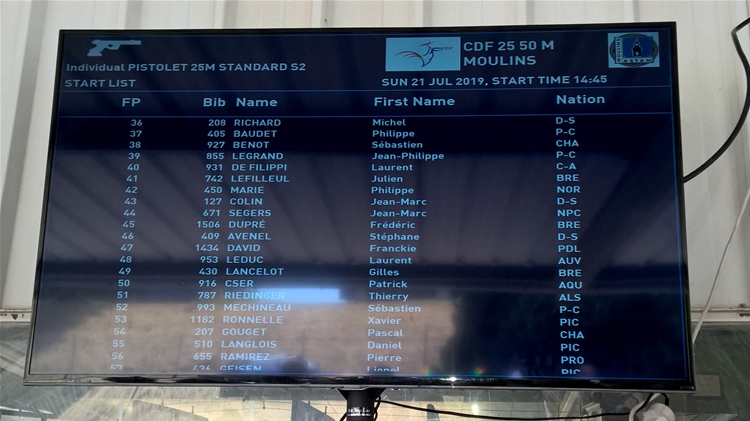 CDF 25 50 M
Individual PISTOLET 25M STANDARD S2 MOULINS
START LIST SUN 21 JUL 2019, START TIME 14:45
FP Bib Name First Name Nation
36 208 RICHARD Michel D-S
37 405 BAUDET Philippe P-C
38 927 BENOT Sébastien CHA
39 855 LEGRAND Jean-Philippe P-C
40 931 DE FILIPPI Laurent C-A
41 742 LEFILLEUL Julien BRE
42 450 MARIE Philippe NOR
43 127 COLIN Jean-Marc D-S
44 671 SEGERS Jean-Marc NPC
45 1506 DUPRÉ Frédéric BRE
46 409 AVENEL Stéphane D-S
47 1434 DAVID Franckie PDL
48 953 LEDUC Laurent AUV
49 430 LANCELOT Gilles BRE
50 916 CSER Patrick AQU
51 787 RIEDINGER Thierry ALS
52 993 MECHINEAU Sébastien P-C
53 1182 RONNELLE Xavier PIC
54 207 GOUGET Pascal CHA
55 510 LANGLOIS Daniel PIC
56 655 RAMIREZ Pierre PRO
57 436 GEISEN Lionel PIC